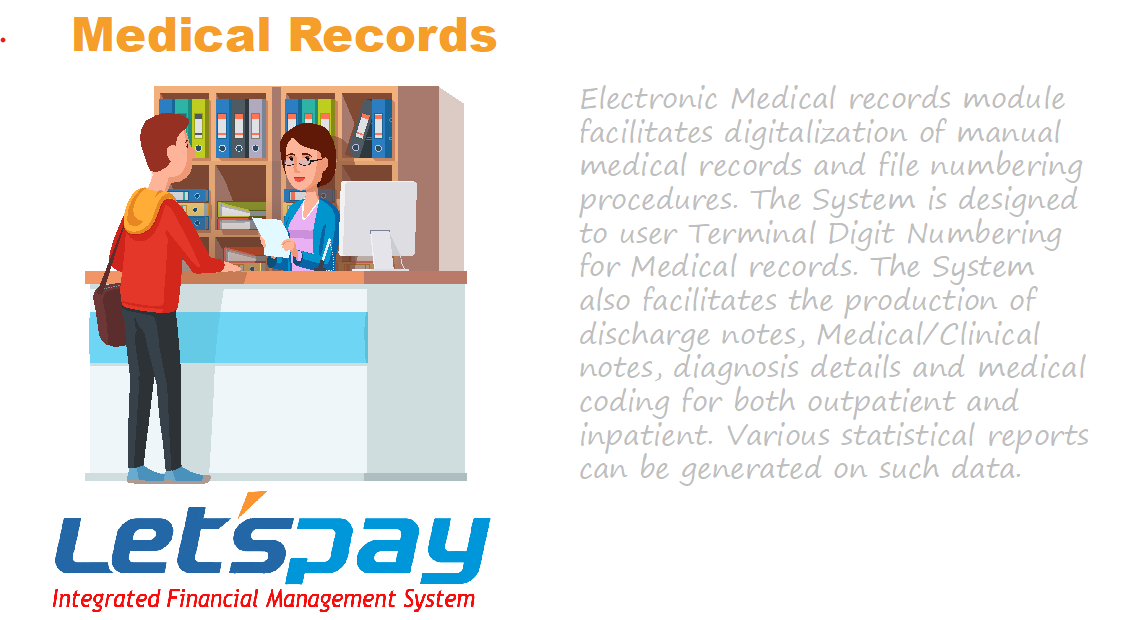 Medical Records
Electronic Medical records module
facilitates digitalization of manual
medical records and file numbering
procedures. The System is designed
to user Terminal Digit Numbering
for Medical records. The System
also facilitates the production of
discharge notes, Medical/Clinical
notes, diagnosis details and medical
coding for both outpatient and
inpatient. Various statistical reports
can be generated on such data.
Let'spay
Integrated Financial Management System